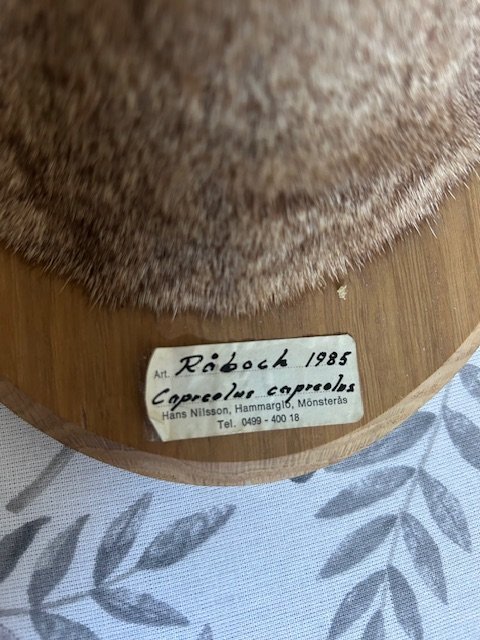 Art. Råbock 1985
Capreolus capreolus
Hans Nilsson, Hammarglo, Mönsterås
Tel. 0499 - 400 18